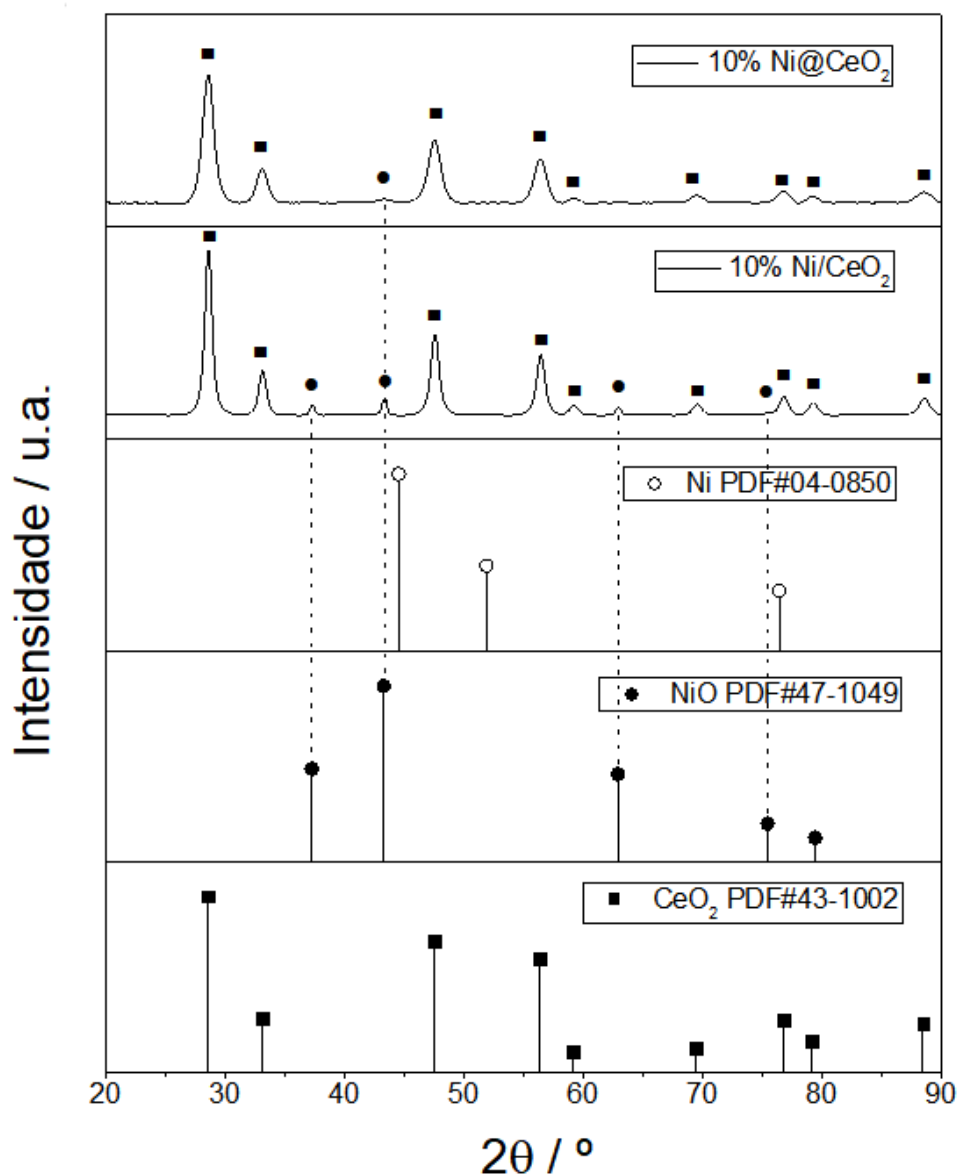 10% Ni@CeO₂
10% Ni/CeO₂
Ni PDF#04-0850
NiO PDF#47-1049
CeO₂ PDF#43-1002
Intensidade / u.a.
20 30 40 50 60 70 80 90
2θ / º